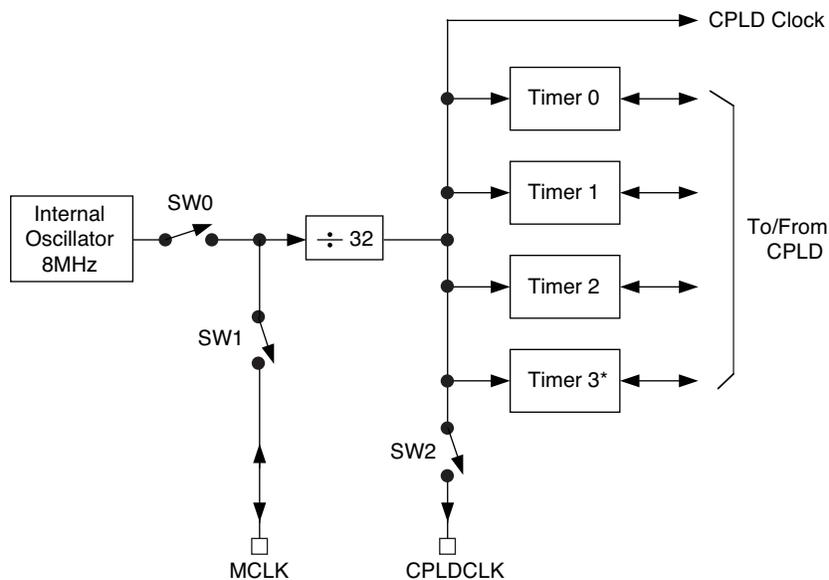 CPLD Clock
Timer 0
Timer 1
SW0
Internal
Oscillator
8MHz
÷ 32
To/From
CPLD
Timer 2
SW1
Timer 3*
SW2
MCLK
CPLDCLK